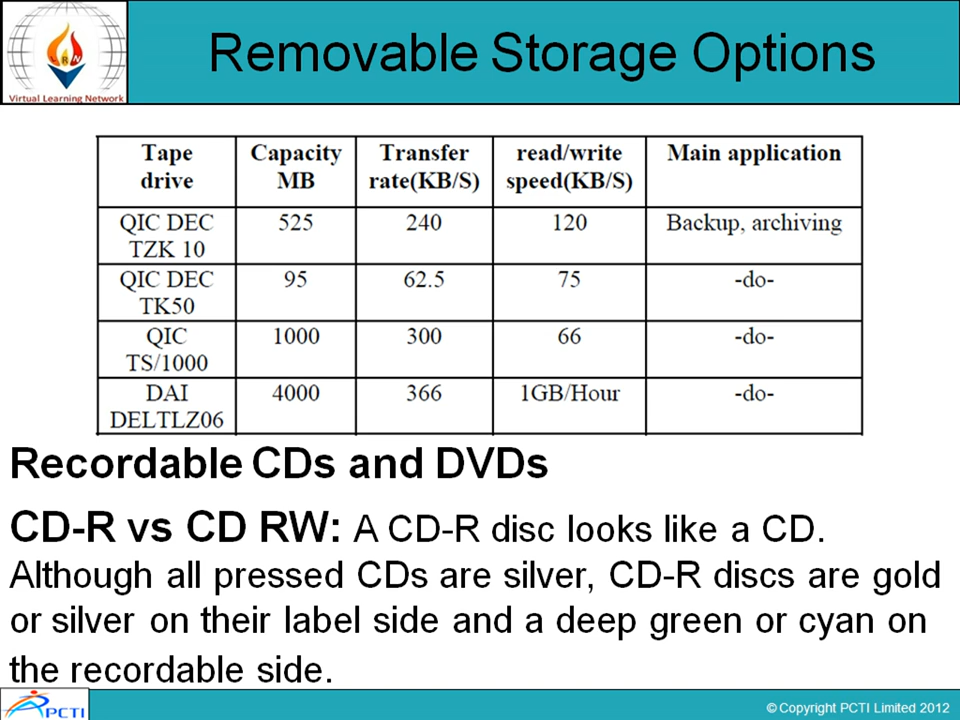 LRN
Virtual Learning Network
Removable Storage Options
Tape drive Capacity MB Transfer rate(KB/S) read/write speed(KB/S) Main application
QIC DEC TZK 10 525 240 120 Backup, archiving
QIC DEC TK50 95 62.5 75 -do-
QIC TS/1000 1000 300 66 -do-
DAI DELTLZ06 4000 366 1GB/Hour -do-
Recordable CDs and DVDs
CD-R vs CD RW: A CD-R disc looks like a CD.
Although all pressed CDs are silver, CD-R discs are gold
or silver on their label side and a deep green or cyan on
the recordable side.
PCTI
© Copyright PCTI Limited 2012